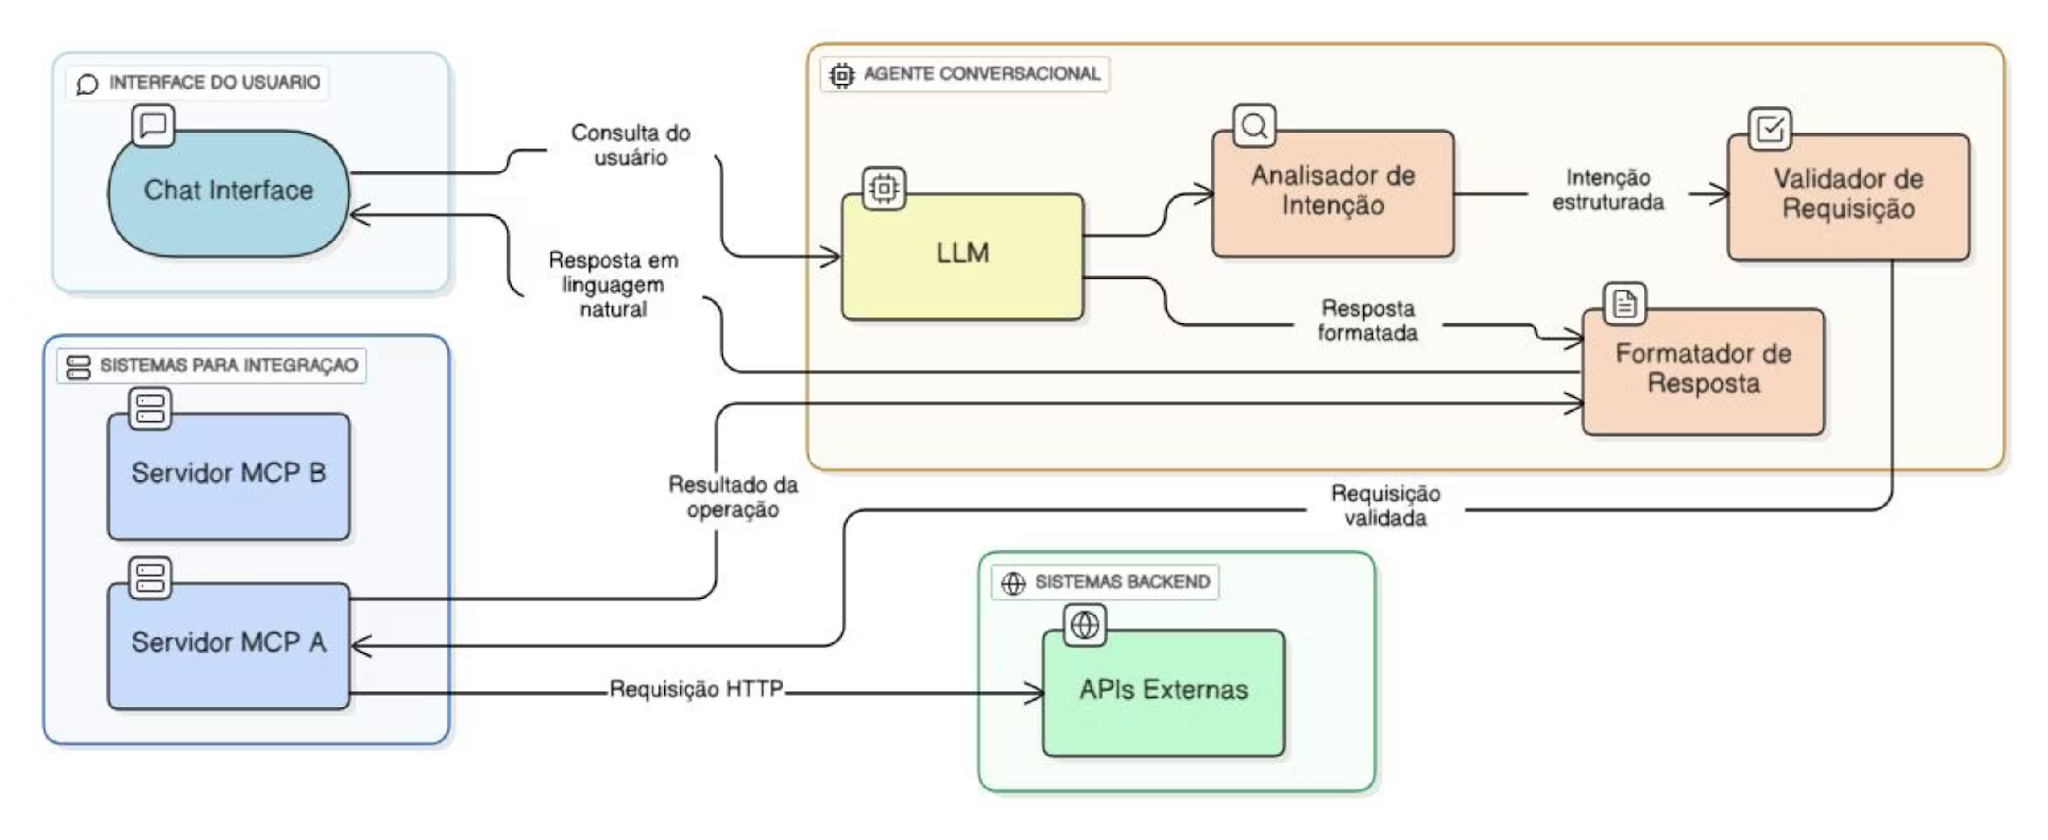 INTERFACE DO USUARIO
Chat Interface
Consulta do
usuário
Resposta em
linguagem
natural
AGENTE CONVERSACIONAL
LLM
Analisador de
Intenção
Intenção
estruturada
Validador de
Requisição
Resposta
formatada
Formatador de
Resposta
SISTEMAS PARA INTEGRAÇAO
Servidor MCP B
Servidor MCP A
Resultado da
operação
Requisição
validada
Requisição HTTP
SISTEMAS BACKEND
APIs Externas